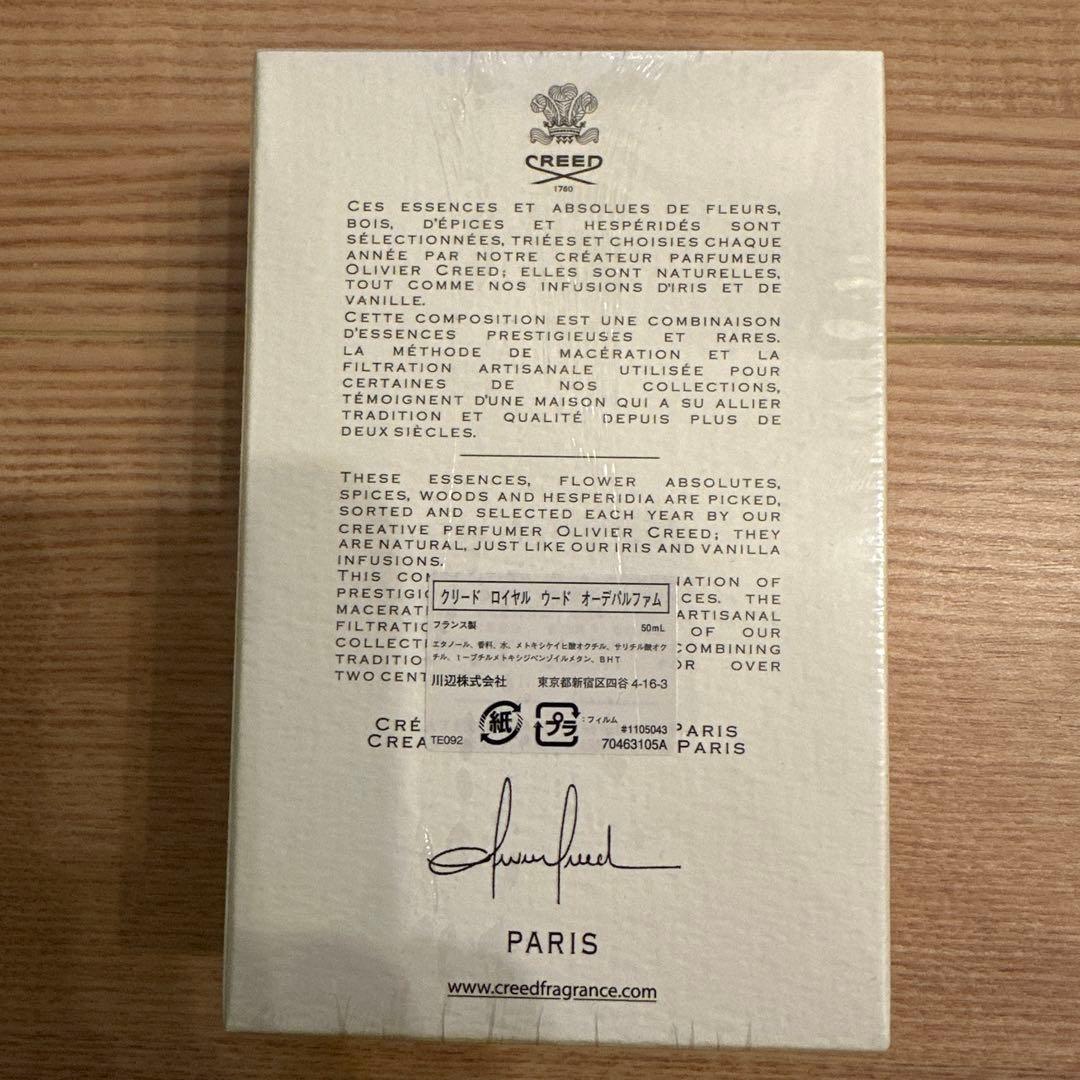 CREED
1760
CES ESSENCES ET ABSOLUES DE FLEURS,
BOIS, D'ÉPICES ET HESPÉRIDÉS SONT
SÉLECTIONNÉES, TRIÉES ET CHOISIES CHAQUE
ANNÉE PAR NOTRE CRÉATEUR PARFUMEUR
OLIVIER CREED; ELLES SONT NATURELLES,
TOUT COMME NOS INFUSIONS D'IRIS ET DE
VANILLE.
CETTE COMPOSITION EST UNE COMBINAISON
D'ESSENCES PRESTIGIEUSES ET RARES.
LA MÉTHODE DE MACÉRATION ET LA
FILTRATION ARTISANALE UTILISÉE POUR
CERTAINES DE NOS COLLECTIONS,
TÉMOIGNENT D'UNE MAISON QUI A SU ALLIER
TRADITION ET QUALITÉ DEPUIS PLUS DE
DEUX SIÈCLES.
THESE ESSENCES, FLOWER ABSOLUTES,
SPICES, WOODS AND HESPERIDIA ARE PICKED,
SORTED AND SELECTED EACH YEAR BY OUR
CREATIVE PERFUMER OLIVIER CREED; THEY
ARE NATURAL, JUST LIKE OUR IRIS AND VANILLA
INFUSIONS.
THIS CO NATION OF
PRESTIGI CES. THE
MACERATI ARTISANAL
FILTRATIO OF OUR
COLLECTI COMBINING
TRADITIO OR OVER
TWO CENT
クリード ロイヤル ウード オーデパルファム
フランス製 50mL
エタノール、香料、水、メトキシケイヒ酸オクチル、サリチル酸オク
チル、t-ブチルメトキシジベンゾイルメタン、BHT
川辺株式会社 東京都新宿区四谷 4-16-3
TE092 紙 プラ :フィルム #1105043
70463105A
CRÉ PARIS
CREA PARIS
Olivier Creed
PARIS
www.creedfragrance.com